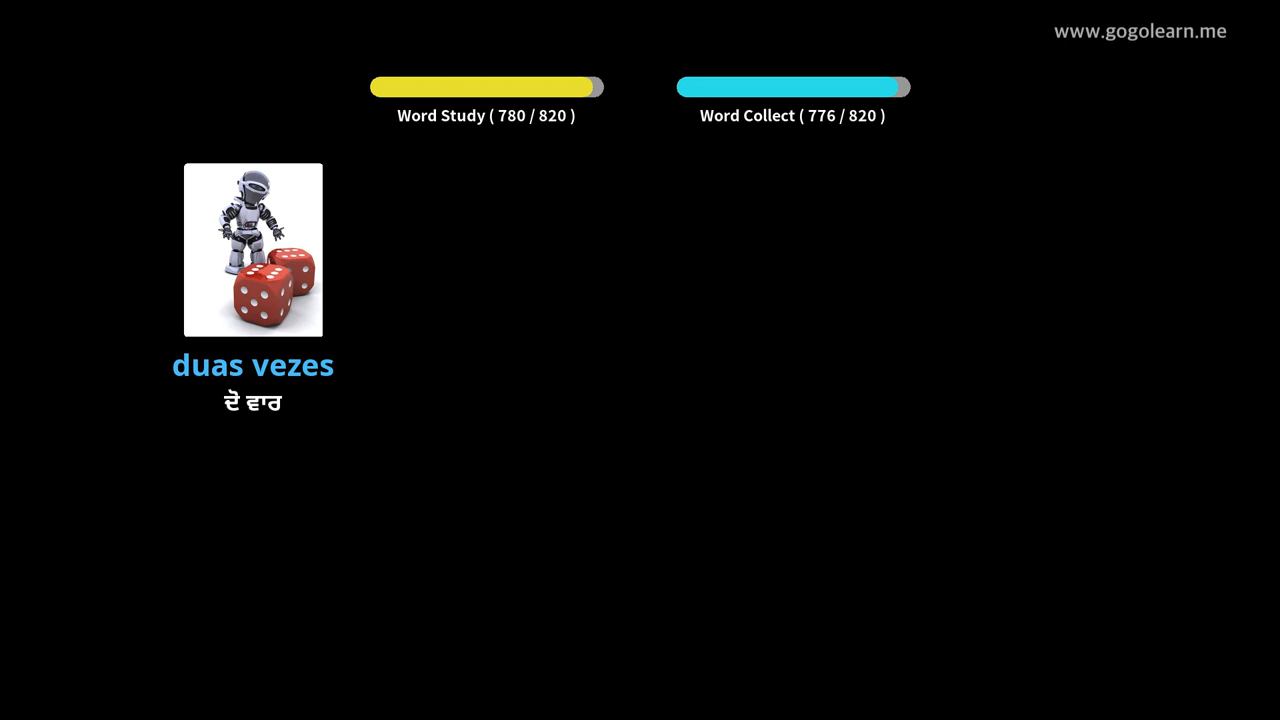 www.gogolearn.me
Word Study ( 780 / 820 )
Word Collect ( 776 / 820 )
duas vezes
ਦੋ ਵਾਰ